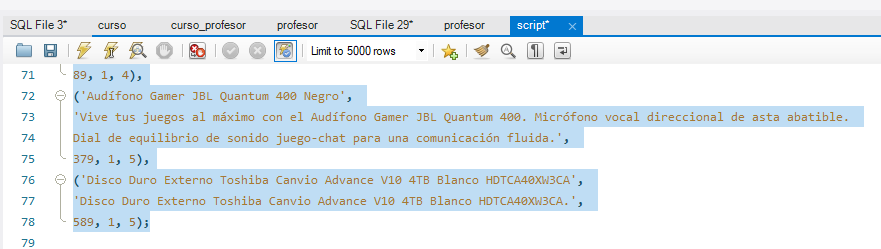 SQL File 3* curso curso_profesor profesor SQL File 29* profesor script*
Limit to 5000 rows
71 89, 1, 4),
72 ('Audífono Gamer JBL Quantum 400 Negro',
73 'Vive tus juegos al máximo con el Audífono Gamer JBL Quantum 400. Micrófono vocal direccional de asta abatible.
74 Dial de equilibrio de sonido juego-chat para una comunicación fluida.',
75 379, 1, 5),
76 ('Disco Duro Externo Toshiba Canvio Advance V10 4TB Blanco HDTCA40XW3CA',
77 'Disco Duro Externo Toshiba Canvio Advance V10 4TB Blanco HDTCA40XW3CA.',
78 589, 1, 5);
79